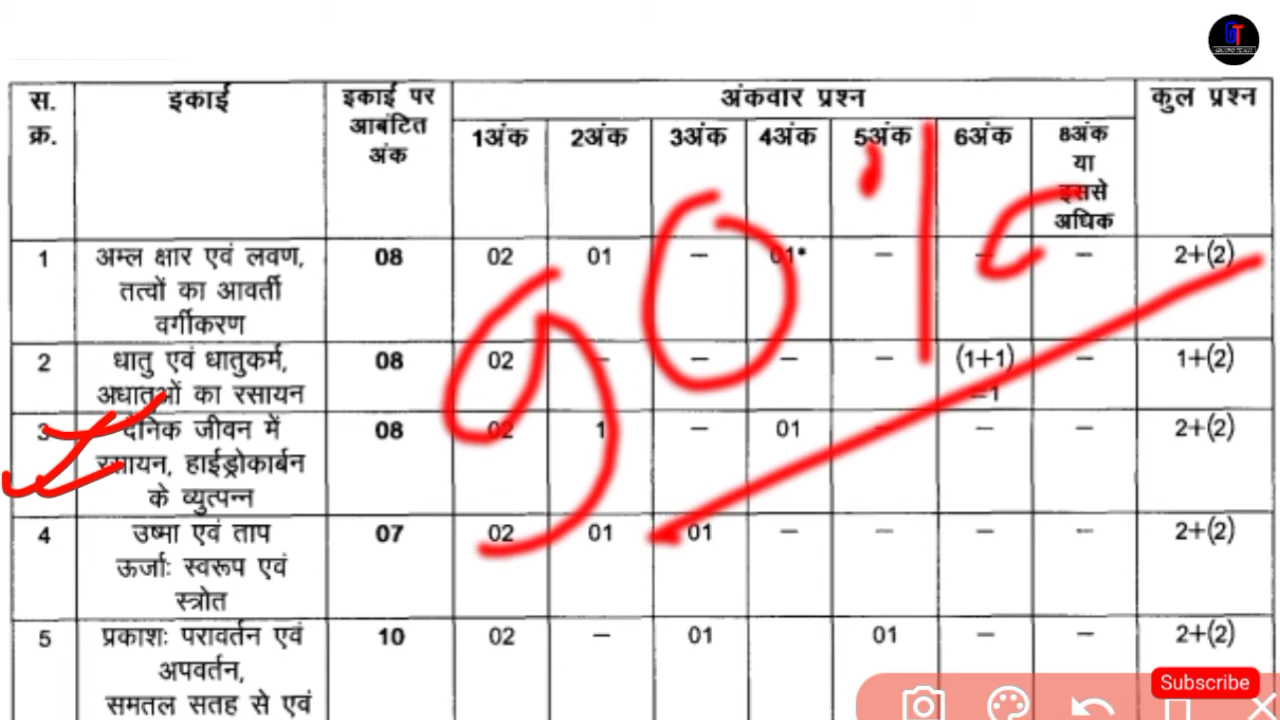 GT
स. क्र. इकाई इकाई पर आबंटित अंक अंकवार प्रश्न कुल प्रश्न
1अंक 2अंक 3अंक 4अंक 5अंक 6अंक 8अंक या इससे अधिक
1 अम्ल क्षार एवं लवण, 08 02 01 – 01* – – – 2+(2)
तत्वों का आवर्ती
वर्गीकरण
2 धातु एवं धातुकर्म, 08 02 – – – – (1+1) – 1+(2)
अधातुओं का रसायन –1
3 दैनिक जीवन में 08 02 1 – 01 – – – 2+(2)
रसायन, हाईड्रोकार्बन
के व्युत्पन्न
4 उष्मा एवं ताप 07 02 01 01 – – – – 2+(2)
ऊर्जाः स्वरूप एवं
स्त्रोत
5 प्रकाशः परावर्तन एवं 10 02 – 01 01 – – 2+(2)
अपवर्तन,
समतल सतह से एवं
90%
Subscribe